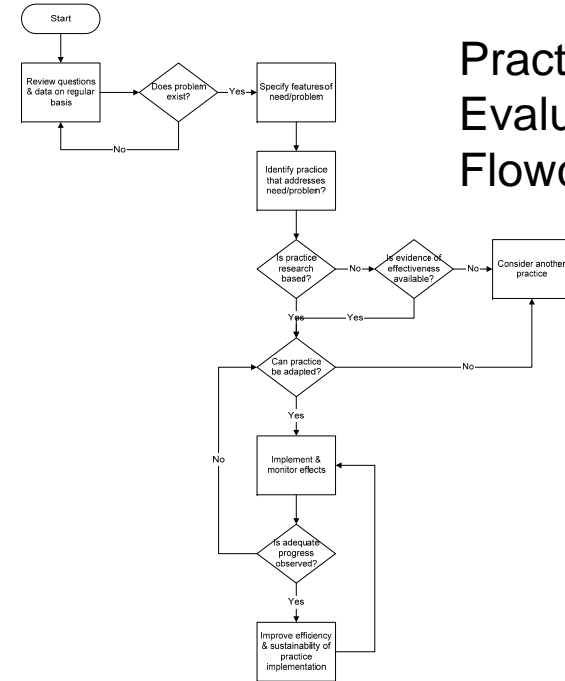 Start
Pract
Evalu
Flowc
Review questions
& data on regular
basis
Does problem
exist?
Yes
Specify features of
need/problem
No
Identify practice
that addresses
need/problem?
Is practice
research
based?
No
Is evidence of
effectiveness
available?
No
Consider another
practice
Yes
Yes
Can practice
be adapted?
No
Yes
Implement &
monitor effects
No
Is adequate
progress
observed?
Yes
Improve efficiency
& sustainability of
practice
implementation